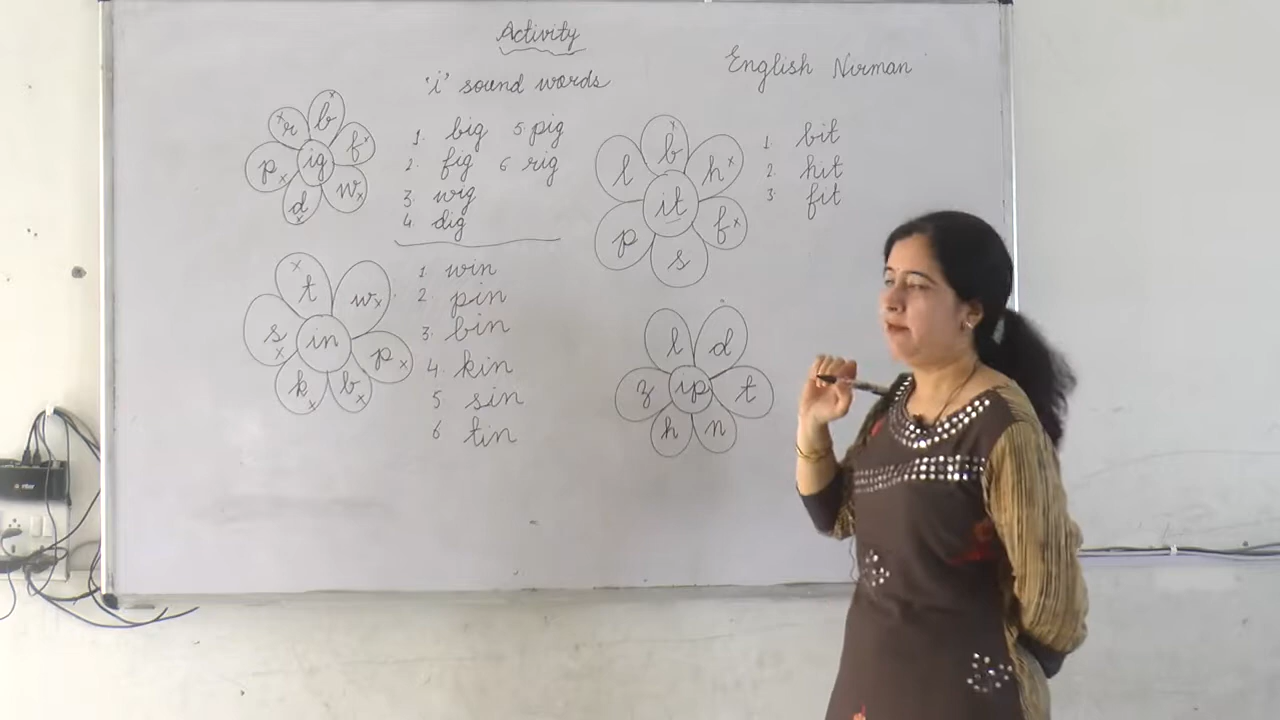 Activity
'i' sound words
English Nirman
r b f w d p ig
1. big 5. pig
2. fig 6 rig
3. wig
4. dig
l b h f s p it
1. bit
2. hit
3. fit
t w p b k s in
1. win
2. pin
3. bin
4. kin
5 sin
6 tin
l d t n h z ip